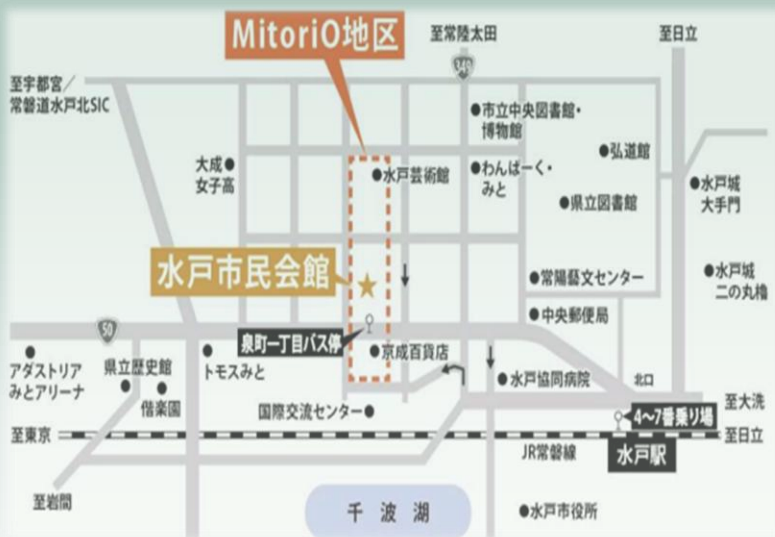 MitoriO地区
至常陸太田
至日立
349
至宇都宮/
常磐道水戸北SIC
市立中央図書館・
博物館
弘道館
大成
女子高
水戸芸術館
わんぱーく・
みと
水戸城
大手門
県立図書館
水戸市民会館
常陽藝文センター
水戸城
二の丸櫓
中央郵便局
50
泉町一丁目バス停
京成百貨店
アダストリア
みとアリーナ
県立歴史館
トモスみと
水戸協同病院
北口
偕楽園
国際交流センター
至大洗
4〜7番乗り場
至東京
至日立
JR常磐線
水戸駅
至岩間
千波湖
水戸市役所